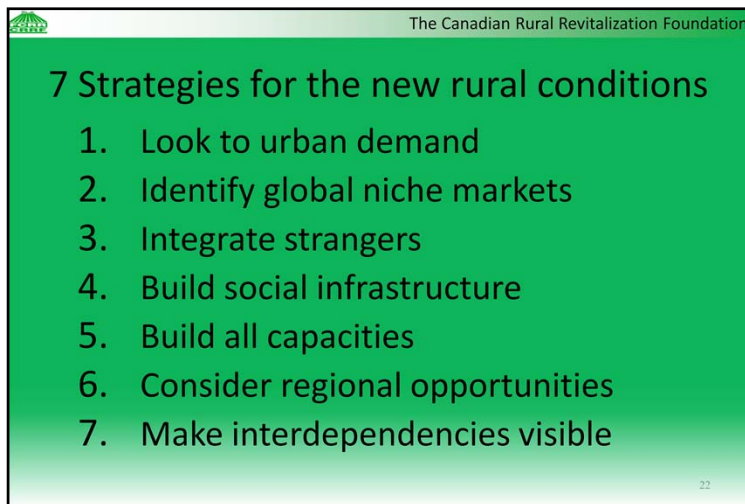 The Canadian Rural Revitalization Foundation
7 Strategies for the new rural conditions
1. Look to urban demand
2. Identify global niche markets
3. Integrate strangers
4. Build social infrastructure
5. Build all capacities
6. Consider regional opportunities
7. Make interdependencies visible
22